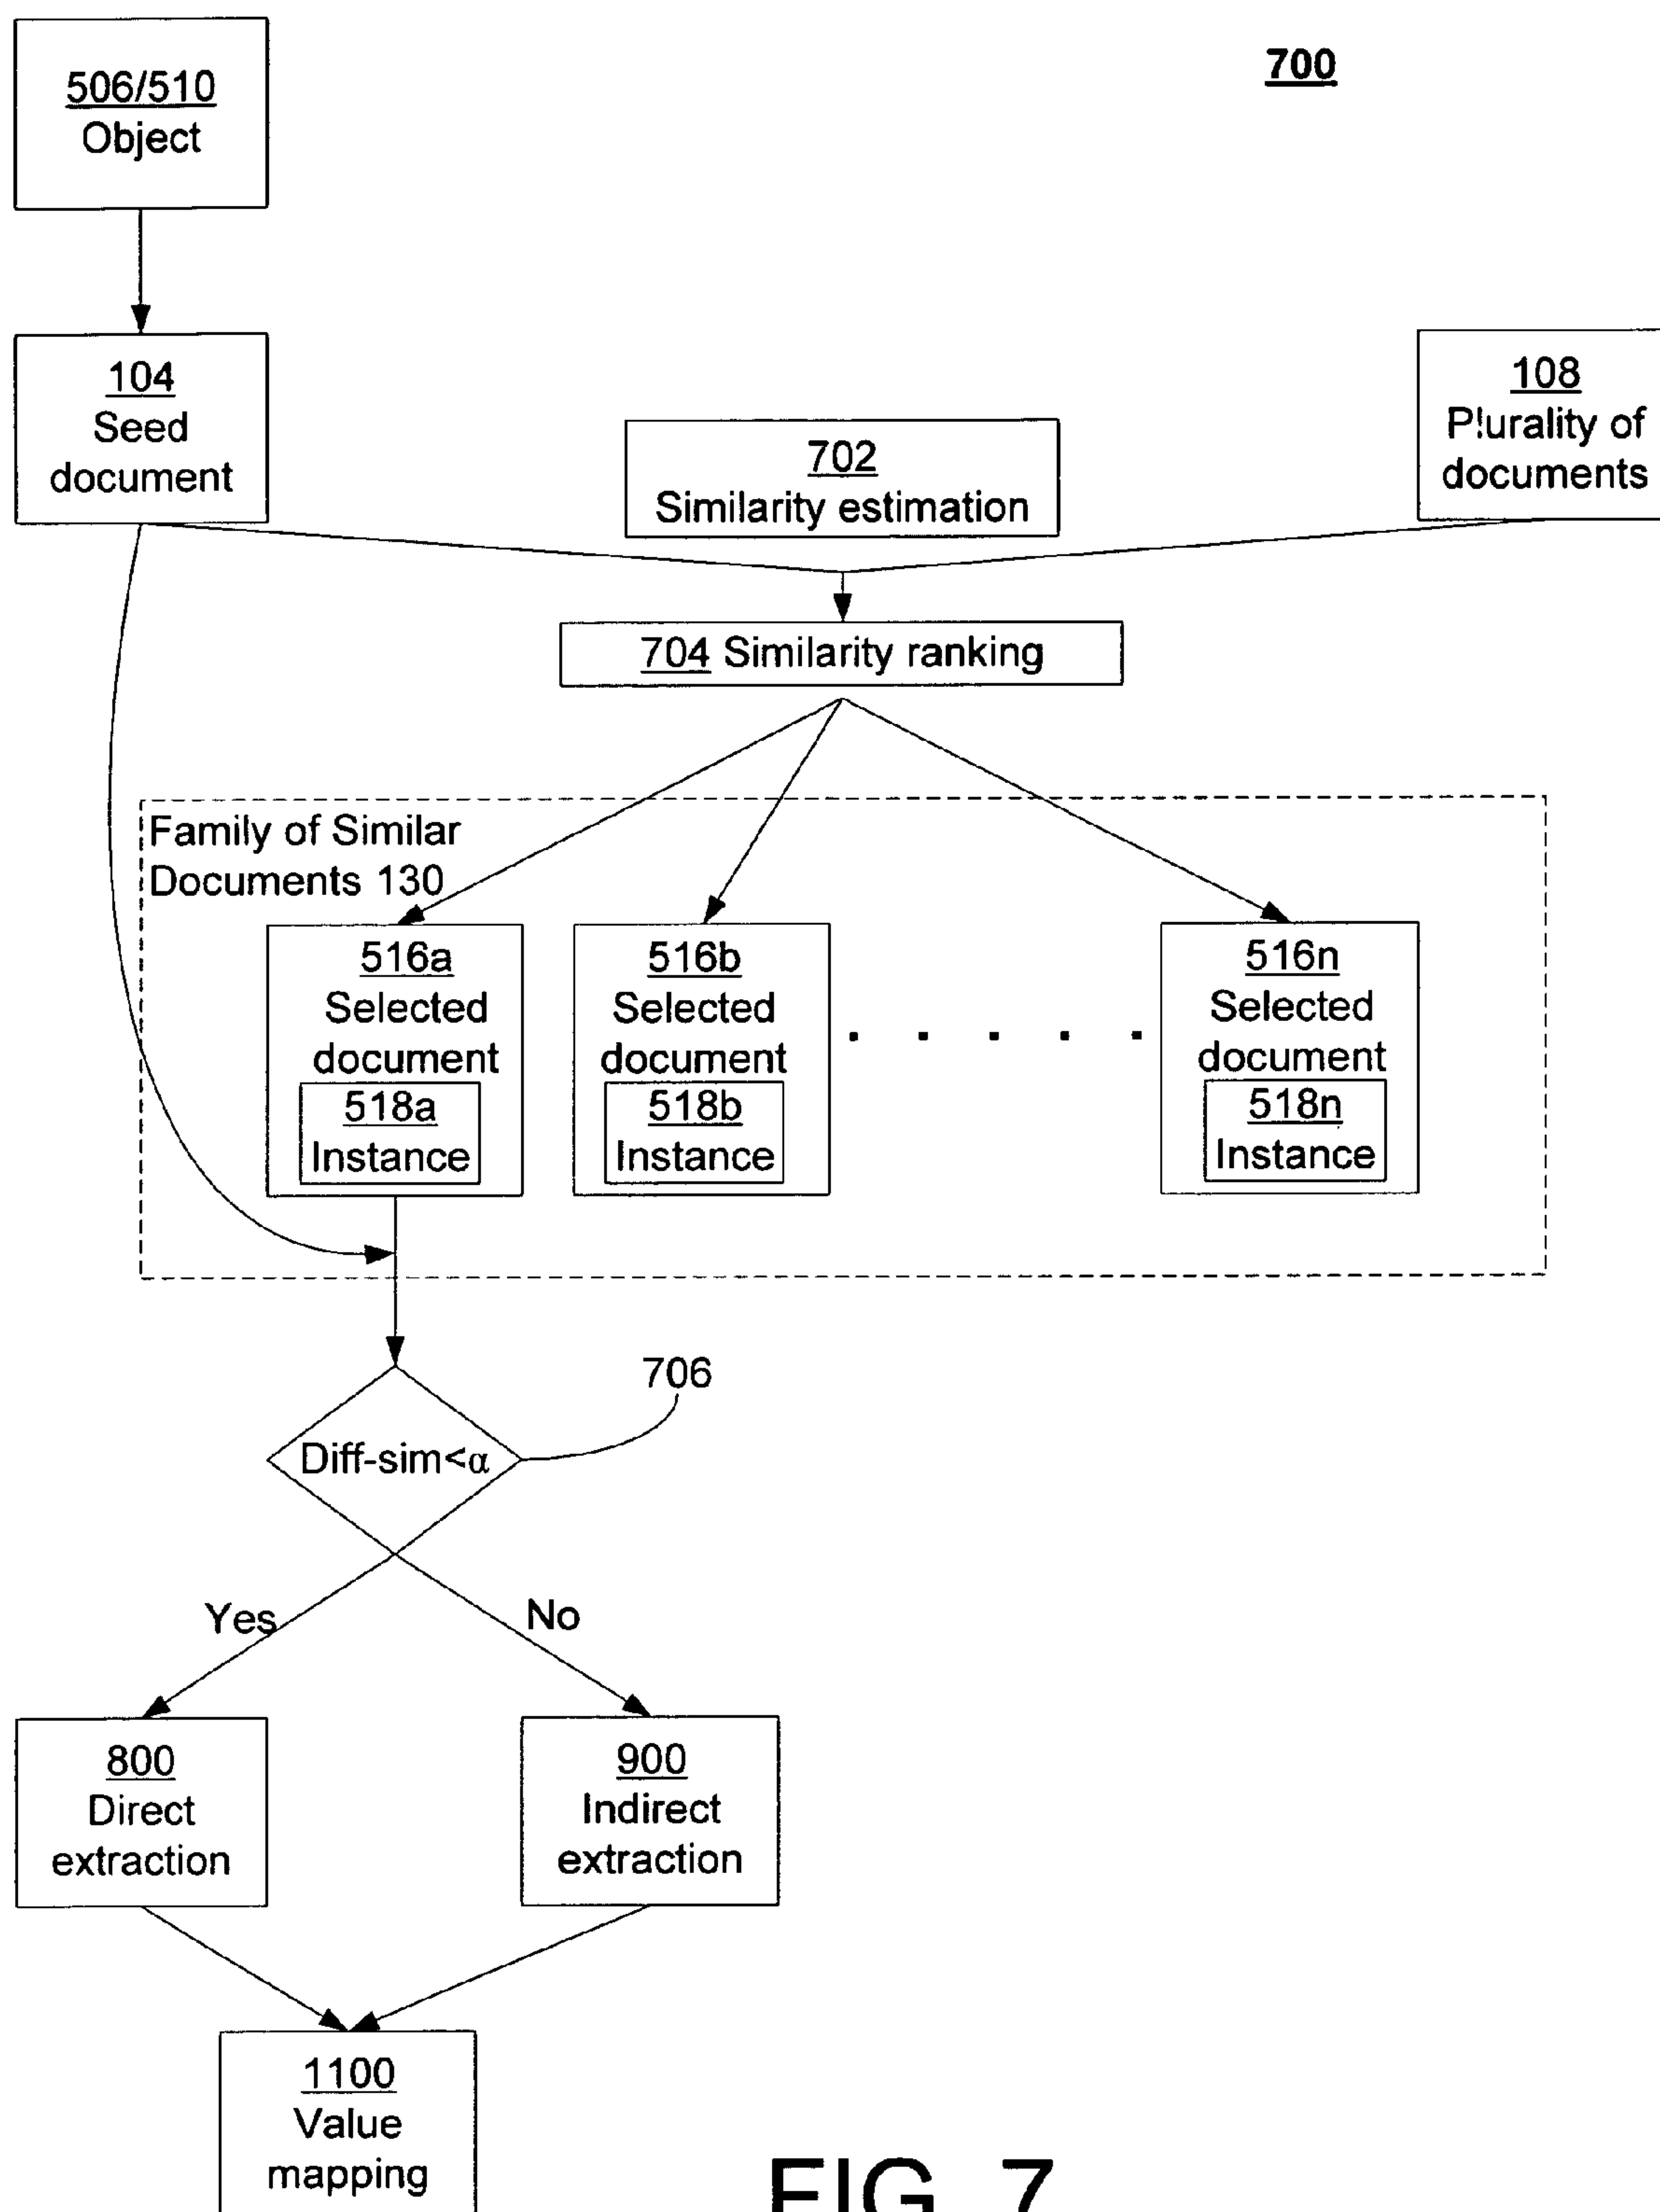 700
506/510
Object
104
Seed
document
702
Similarity estimation
108
Plurality of
documents
704 Similarity ranking
Family of Similar
Documents 130
516a
Selected
document
518a
Instance
516b
Selected
document
518b
Instance
516n
Selected
document
518n
Instance
706
Diff-sim<α
Yes
No
800
Direct
extraction
900
Indirect
extraction
1100
Value
mapping
FIG. 7